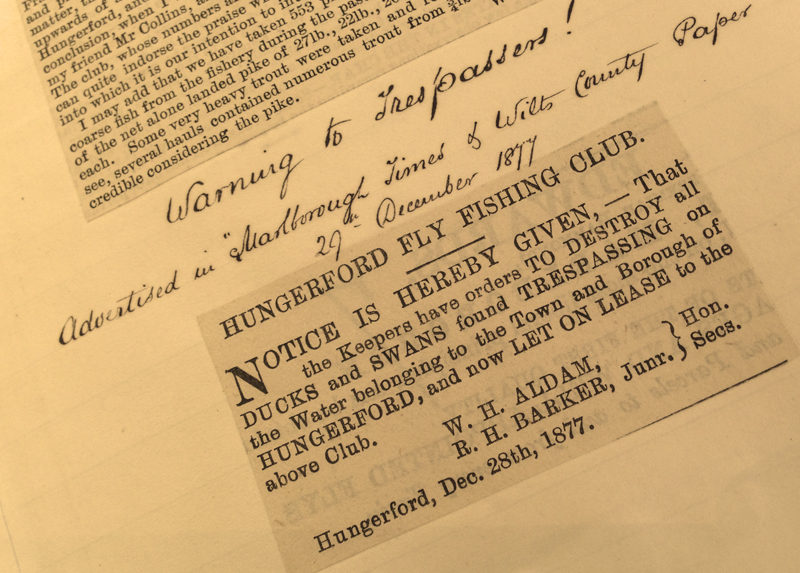 matter, the
upwards of
Hungerford, and
conclusion, when I
my friend Mr Collins,
The club, whose numbers
can quite indorse the praise
into which it is our intention to
I may add that we have taken 553
coarse fish from the fishery during the
of the net alone landed pike of 27lb., 22lb.,
each. Some very heavy trout were taken and
see, several hauls contained numerous trout from
credible considering the pike.
Warning to Trespassers!
Advertised in "Marlborough Times & Wilts County Paper
29th December 1877
HUNGERFORD FLY FISHING CLUB.
NOTICE IS HEREBY GIVEN,—That
the Keepers have orders TO DESTROY all
DUCKS and SWANS found TRESPASSING on
the Water belonging to the Town and Borough of
HUNGERFORD, and now LET ON LEASE to the
above Club.
W. H. ALDAM,
R. H. BARKER, Junr. } Hon. Secs.
Hungerford, Dec. 28th, 1877.